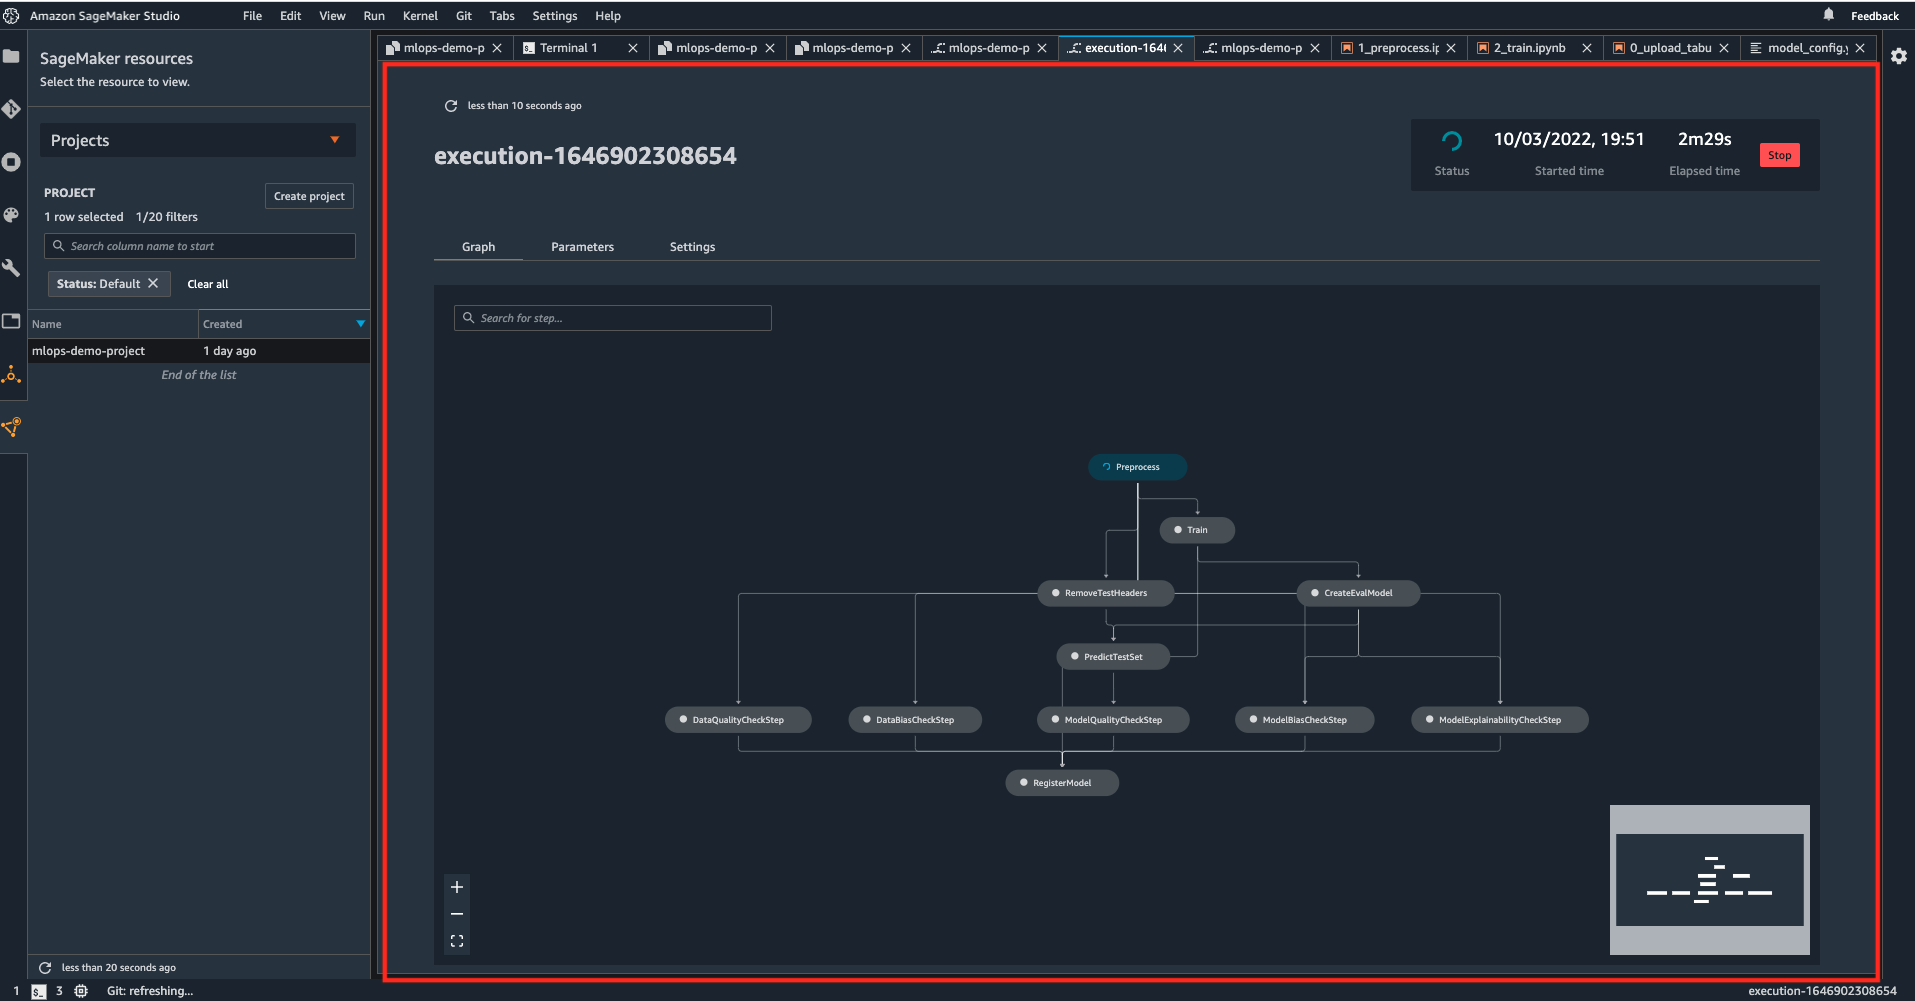 Amazon SageMaker Studio
File Edit View Run Kernel Git Tabs Settings Help
Feedback
SageMaker resources
Select the resource to view.
Projects
PROJECT
Create project
1 row selected 1/20 filters
Search column name to start
Status: Default
Clear all
Name Created
mlops-demo-project 1 day ago
End of the list
less than 20 seconds ago
mlops-demo-p Terminal 1 mlops-demo-p mlops-demo-p mlops-demo-p execution-1646 mlops-demo-p 1_preprocess.ip 2_train.ipynb 0_upload_tabu model_config.y
less than 10 seconds ago
execution-1646902308654
10/03/2022, 19:51 2m29s
Status Started time Elapsed time
Stop
Graph Parameters Settings
Search for step...
Preprocess
Train
RemoveTestHeaders CreateEvalModel
PredictTestSet
DataQualityCheckStep DataBiasCheckStep ModelQualityCheckStep ModelBiasCheckStep ModelExplainabilityCheckStep
RegisterModel
1 $_ 3 Git: refreshing...
execution-1646902308654